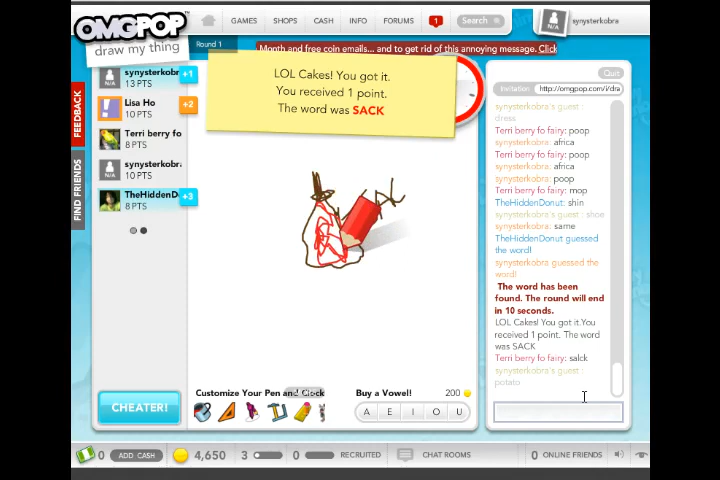 OMGPOP
draw my thing
GAMES SHOPS CASH INFO FORUMS 1 Search synysterkobra
N/A
Round 1
Month and free coin emails... and to get rid of this annoying message. Click
LOL Cakes! You got it.
You received 1 point.
The word was SACK
FEEDBACK
FIND FRIENDS
synysterkobr +1
13 PTS
N/A
Lisa Ho +2
10 PTS
Terri berry fo
8 PTS
synysterkobra
10 PTS
N/A
TheHiddenD +3
8 PTS
CHEATER!
Customize Your Pen and Clock
Buy a Vowel! 200
A E I O U
Quit
Invitation http://omgpop.com/i/dra
synysterkobra's guest :
dress
Terri berry fo fairy: poop
synysterkobra: africa
Terri berry fo fairy: poop
synysterkobra: africa
synysterkobra: poop
Terri berry fo fairy: mop
TheHiddenDonut: shin
synysterkobra's guest : shoe
synysterkobra: same
TheHiddenDonut guessed
the word!
synysterkobra guessed the
word!
The word has been
found. The round will end
in 10 seconds.
LOL Cakes! You got it.You
received 1 point. The word
was SACK
Terri berry fo fairy: salck
synysterkobra's guest :
potato
0 ADD CASH 4,650 3 0 RECRUITED CHAT ROOMS 0 ONLINE FRIENDS